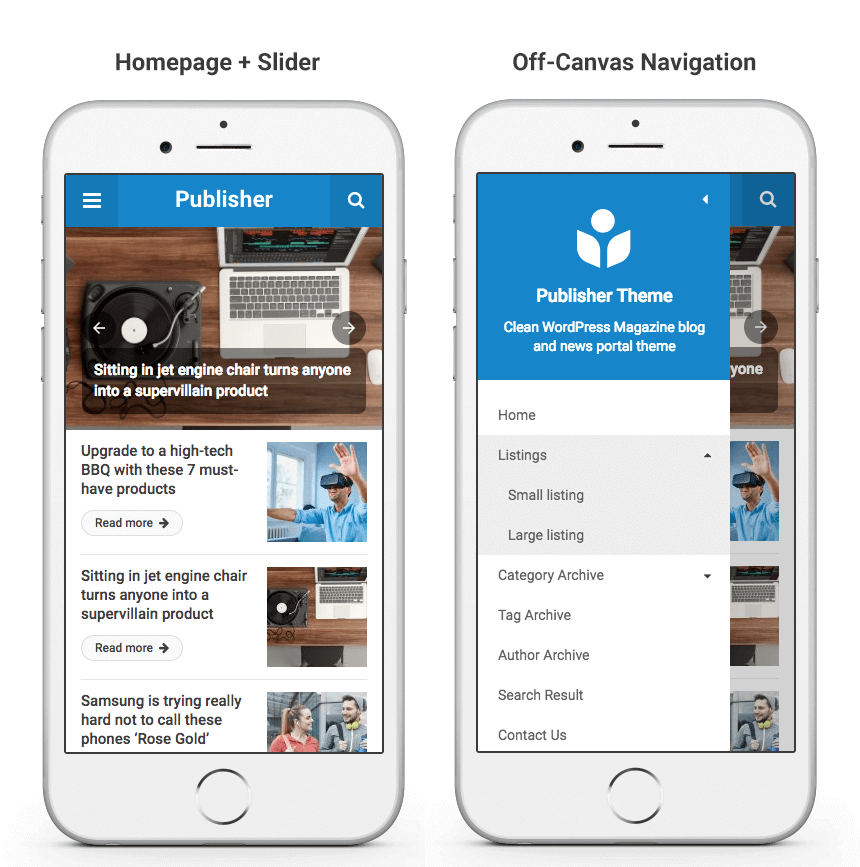 Homepage + Slider
Publisher
Sitting in jet engine chair turns anyone
into a supervillain product
Upgrade to a high-tech
BBQ with these 7 must-
have products
Read more
Sitting in jet engine chair
turns anyone into a
supervillain product
Read more
Samsung is trying really
hard not to call these
phones ‘Rose Gold’
Off-Canvas Navigation
Publisher Theme
Clean WordPress Magazine blog
and news portal theme
yone
Home
Listings
Small listing
Large listing
Category Archive
Tag Archive
Author Archive
Search Result
Contact Us